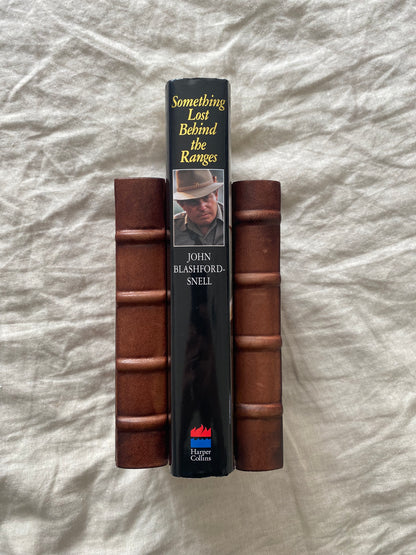 Something
Lost
Behind
the
Ranges
JOHN
BLASHFORD-
SNELL
Harper
Collins